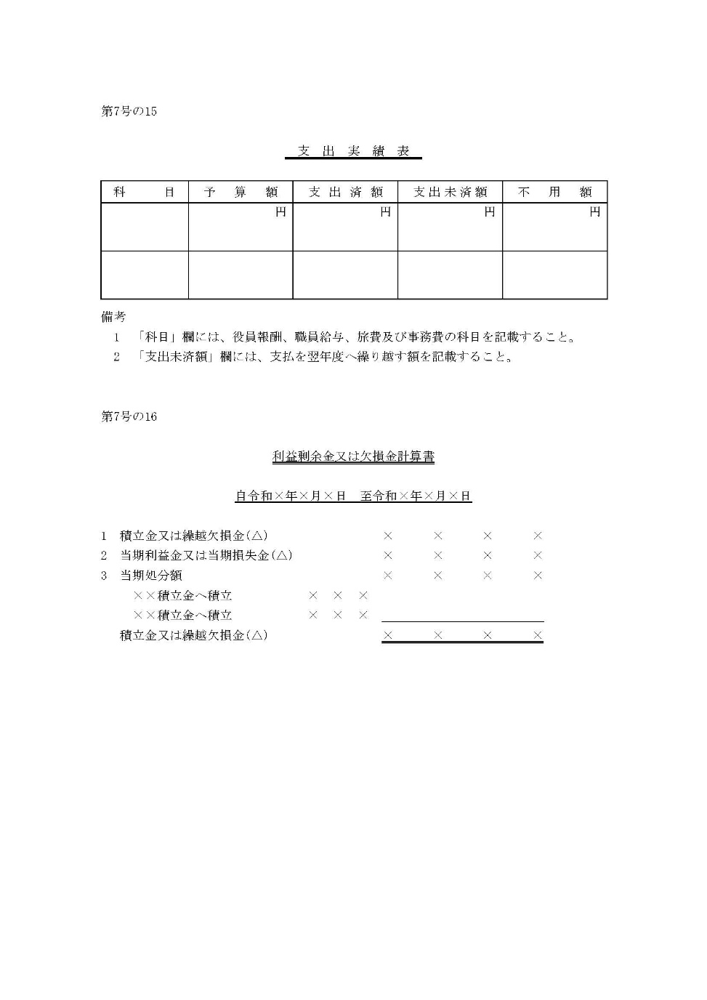 第7号の15
支 出 実 績 表
科 目 予 算 額 支 出 済 額 支出未済額 不 用 額
円 円 円 円
備考
1 「科目」欄には、役員報酬、職員給与、旅費及び事務費の科目を記載すること。
2 「支出未済額」欄には、支払を翌年度へ繰り越す額を記載すること。
第7号の16
利益剰余金又は欠損金計算書
自令和×年×月×日 至令和×年×月×日
1 積立金又は繰越欠損金(△) × × × ×
2 当期利益金又は当期損失金(△) × × × ×
3 当期処分額 × × × ×
××積立金へ積立 × × ×
××積立金へ積立 × × ×
積立金又は繰越欠損金(△) × × × ×